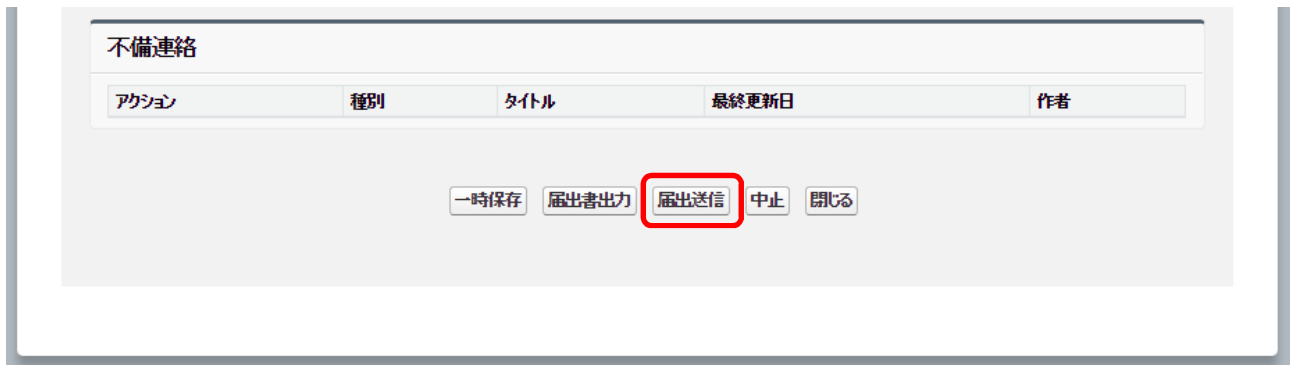 不備連絡
アクション 種別 タイトル 最終更新日 作者
一時保存 届出書出力 届出送信 中止 閉じる